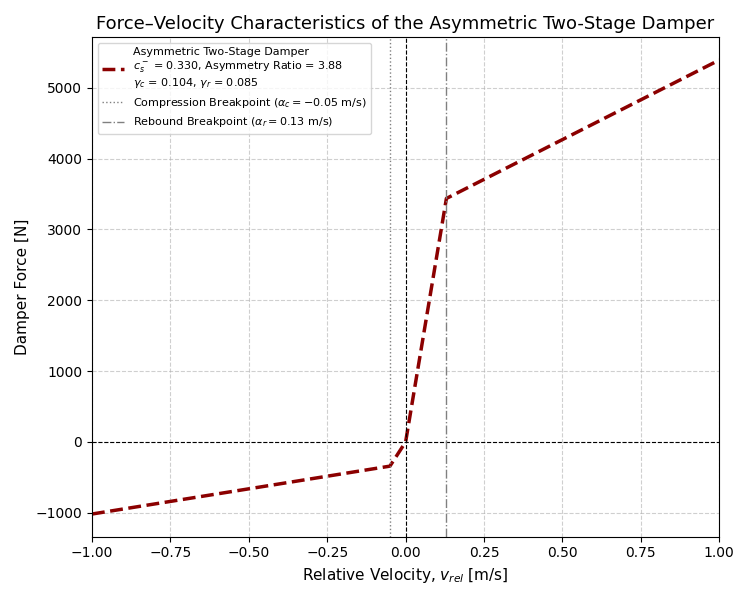 Force–Velocity Characteristics of the Asymmetric Two-Stage Damper
Asymmetric Two-Stage Damper
c_s^- = 0.330, Asymmetry Ratio = 3.88
γ_c = 0.104, γ_r = 0.085
Compression Breakpoint (α_c = −0.05 m/s)
Rebound Breakpoint (α_r = 0.13 m/s)
Damper Force [N]
5000
4000
3000
2000
1000
0
−1000
−1.00 −0.75 −0.50 −0.25 0.00 0.25 0.50 0.75 1.00
Relative Velocity, v_rel [m/s]